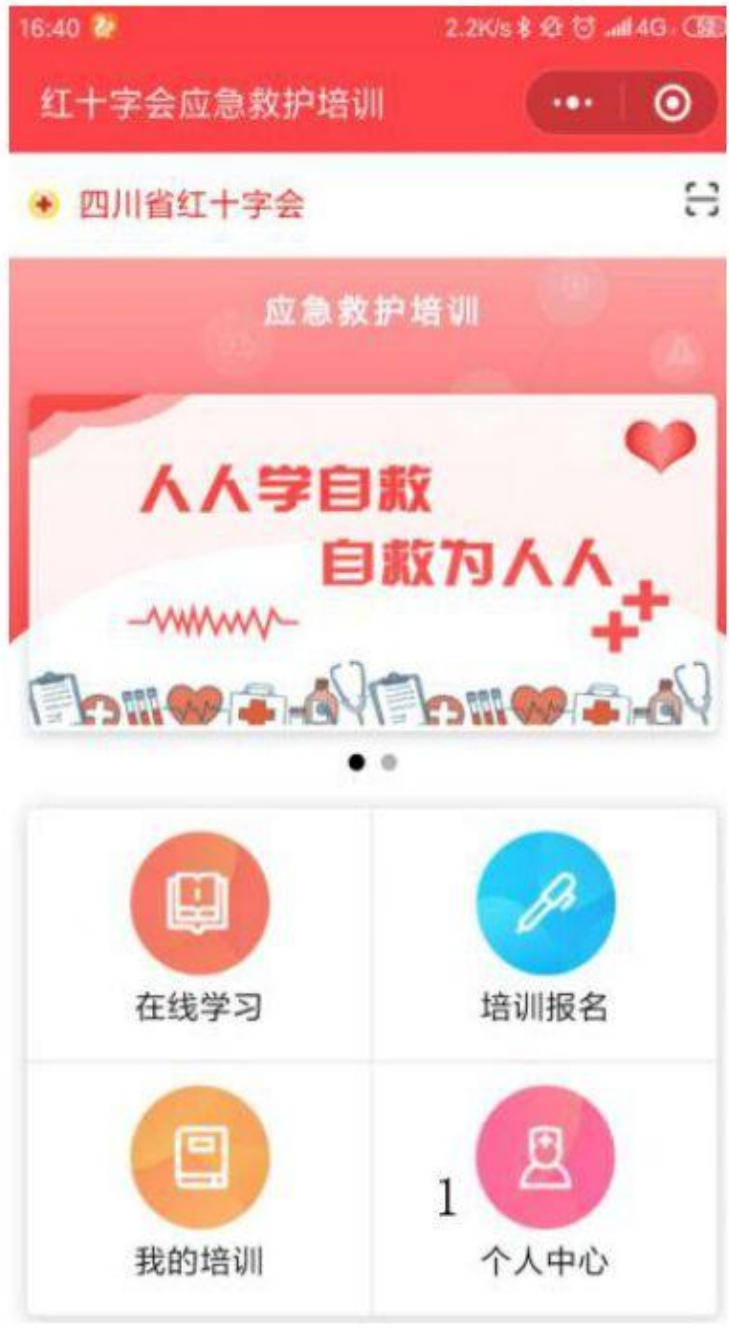 16:40 2.2K/s 4G 52
红十字会应急救护培训
四川省红十字会
应急救护培训
人人学自救
自救为人人
在线学习 培训报名
我的培训 1 个人中心